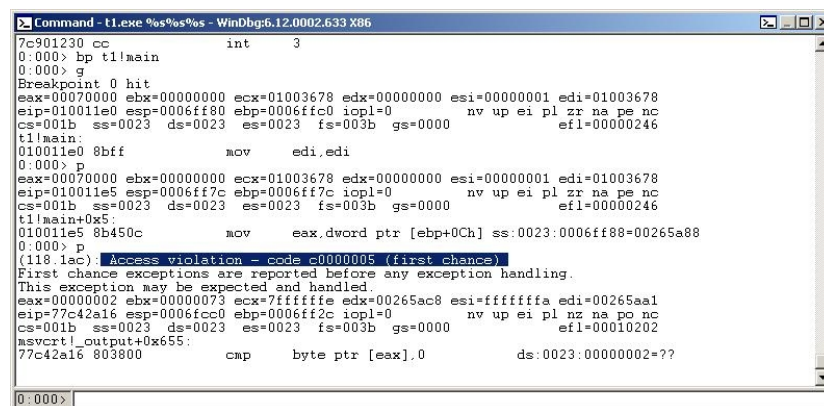 Command - t1.exe %s%s%s - WinDbg:6.12.0002.633 X86
7c901230 cc int 3
0:000> bp t1!main
0:000> g
Breakpoint 0 hit
eax=00070000 ebx=00000000 ecx=01003678 edx=00000000 esi=00000001 edi=01003678
eip=010011e0 esp=0006ff80 ebp=0006ffc0 iopl=0 nv up ei pl zr na pe nc
cs=001b ss=0023 ds=0023 es=0023 fs=003b gs=0000 efl=00000246
t1!main:
010011e0 8bff mov edi,edi
0:000> p
eax=00070000 ebx=00000000 ecx=01003678 edx=00000000 esi=00000001 edi=01003678
eip=010011e5 esp=0006ff7c ebp=0006ff7c iopl=0 nv up ei pl zr na pe nc
cs=001b ss=0023 ds=0023 es=0023 fs=003b gs=0000 efl=00000246
t1!main+0x5:
010011e5 8b450c mov eax,dword ptr [ebp+0Ch] ss:0023:0006ff88=00265a88
0:000> p
(118.1ac): Access violation - code c0000005 (first chance)
First chance exceptions are reported before any exception handling.
This exception may be expected and handled.
eax=00000002 ebx=00000073 ecx=7ffffffe edx=00265ac8 esi=fffffffa edi=00265aa1
eip=77c42a16 esp=0006fcc0 ebp=0006ff2c iopl=0 nv up ei pl nz na po nc
cs=001b ss=0023 ds=0023 es=0023 fs=003b gs=0000 efl=00010202
msvcrt!_output+0x655:
77c42a16 803800 cmp byte ptr [eax],0 ds:0023:00000002=??
0:000>